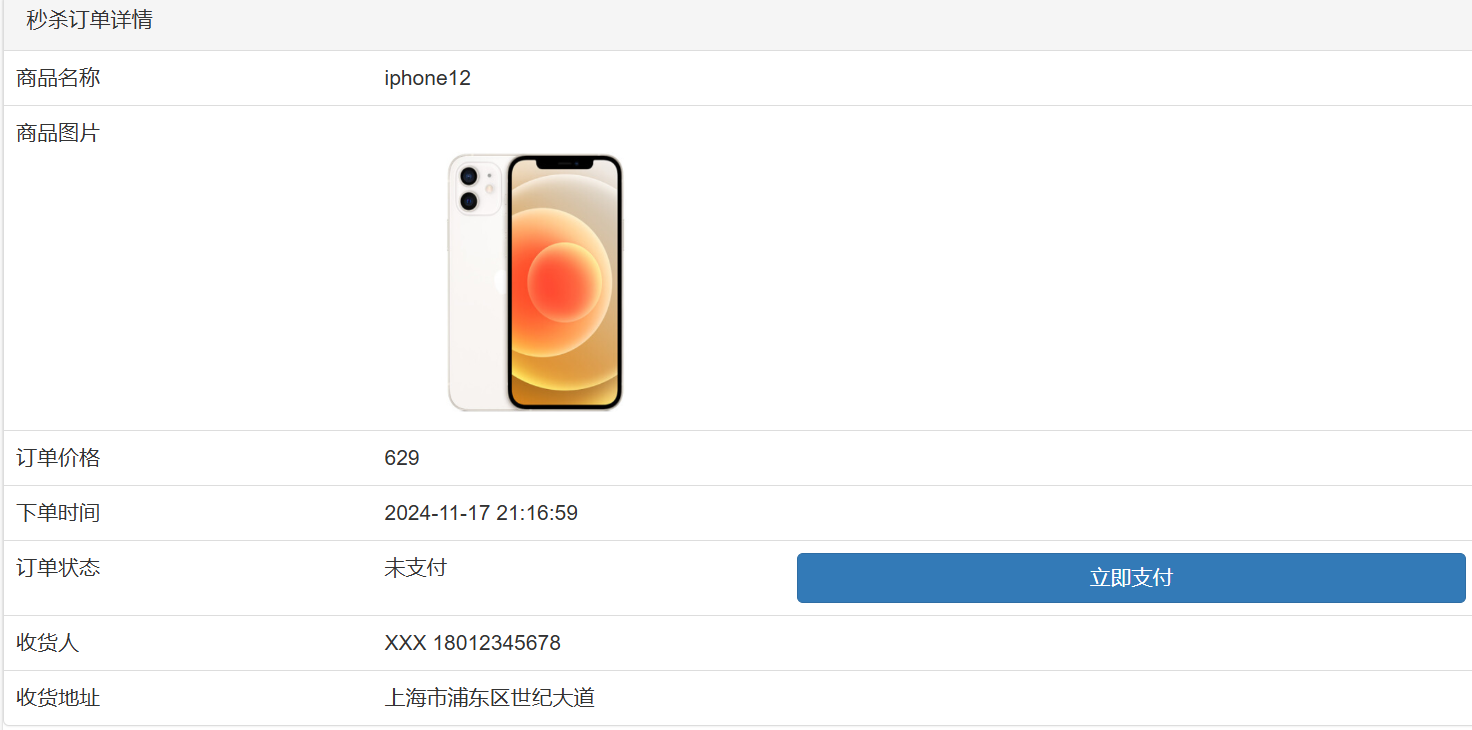 秒杀订单详情
商品名称 iphone12
商品图片
订单价格 629
下单时间 2024-11-17 21:16:59
订单状态 未支付 立即支付
收货人 XXX 18012345678
收货地址 上海市浦东区世纪大道